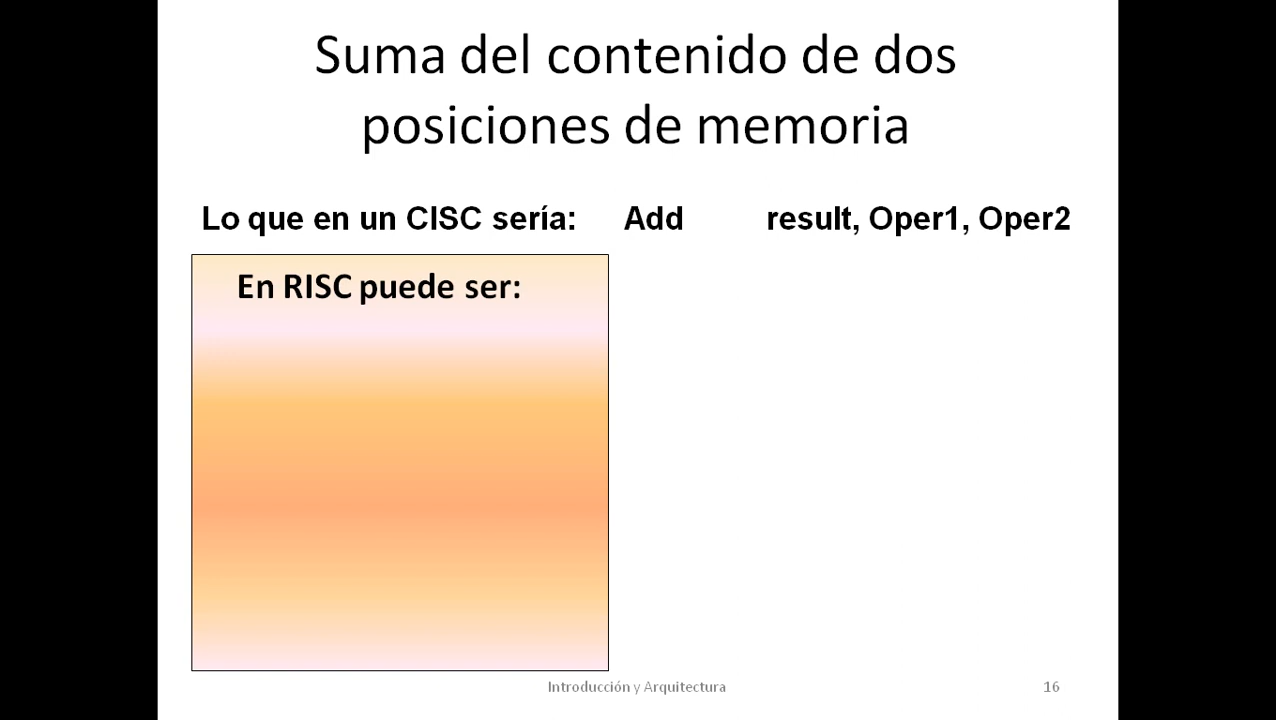 Suma del contenido de dos
posiciones de memoria
Lo que en un CISC sería: Add result, Oper1, Oper2
En RISC puede ser:
Introducción y Arquitectura 16